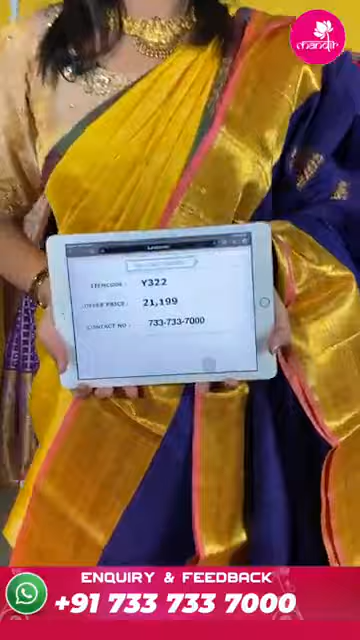 mandir
ITEMCODE : Y322
OFFER PRICE : 21,199
CONTACT NO : 733-733-7000
ENQUIRY & FEEDBACK
+91 733 733 7000